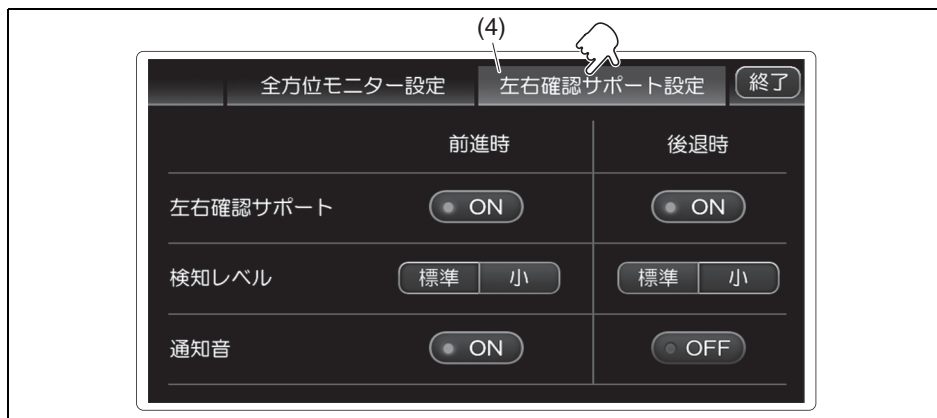 (4)
全方位モニター設定 左右確認サポート設定 終了
前進時 後退時
左右確認サポート ON ON
検知レベル 標準 小 標準 小
通知音 ON OFF